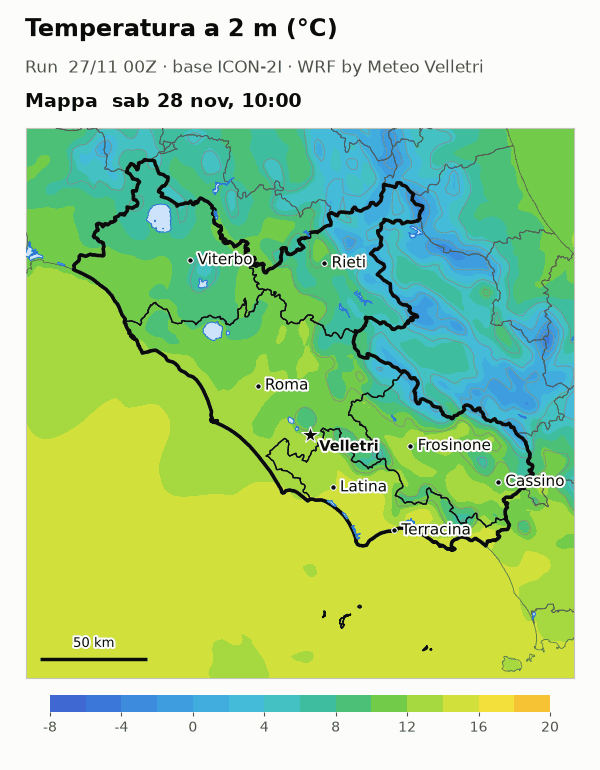 Temperatura a 2 m (°C)
Run  27/11 00Z · base ICON-2I · WRF by Meteo Velletri
Mappa  sab 28 nov, 10:00
Viterbo
Rieti
Roma
Velletri
Frosinone
Cassino
Latina
Terracina
50 km
-8 -4 0 4 8 12 16 20